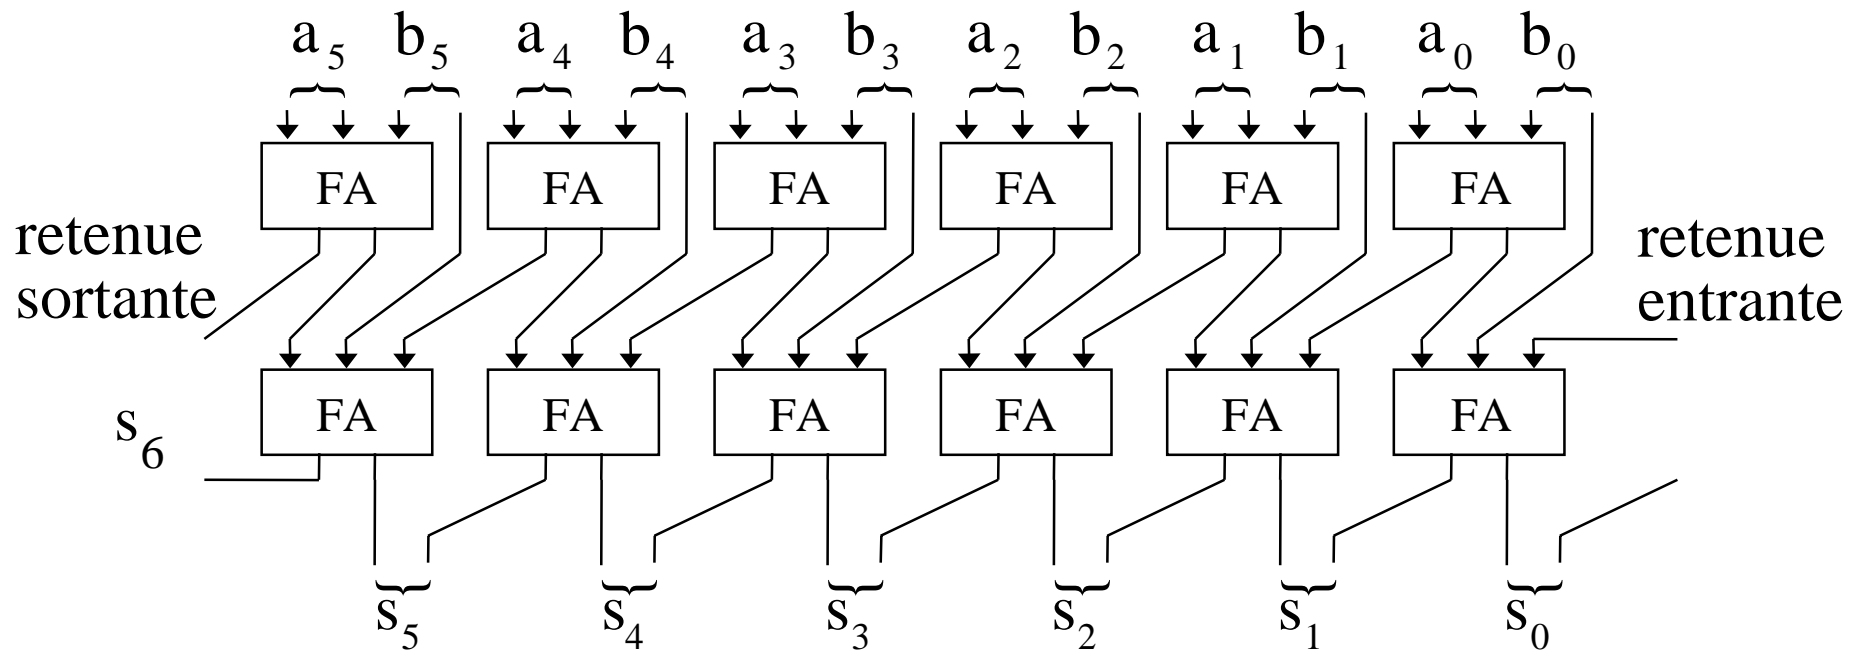 a5 b5 a4 b4 a3 b3 a2 b2 a1 b1 a0 b0
FA FA FA FA FA FA
retenue
sortante
retenue
entrante
FA FA FA FA FA FA
s6
s5 s4 s3 s2 s1 s0